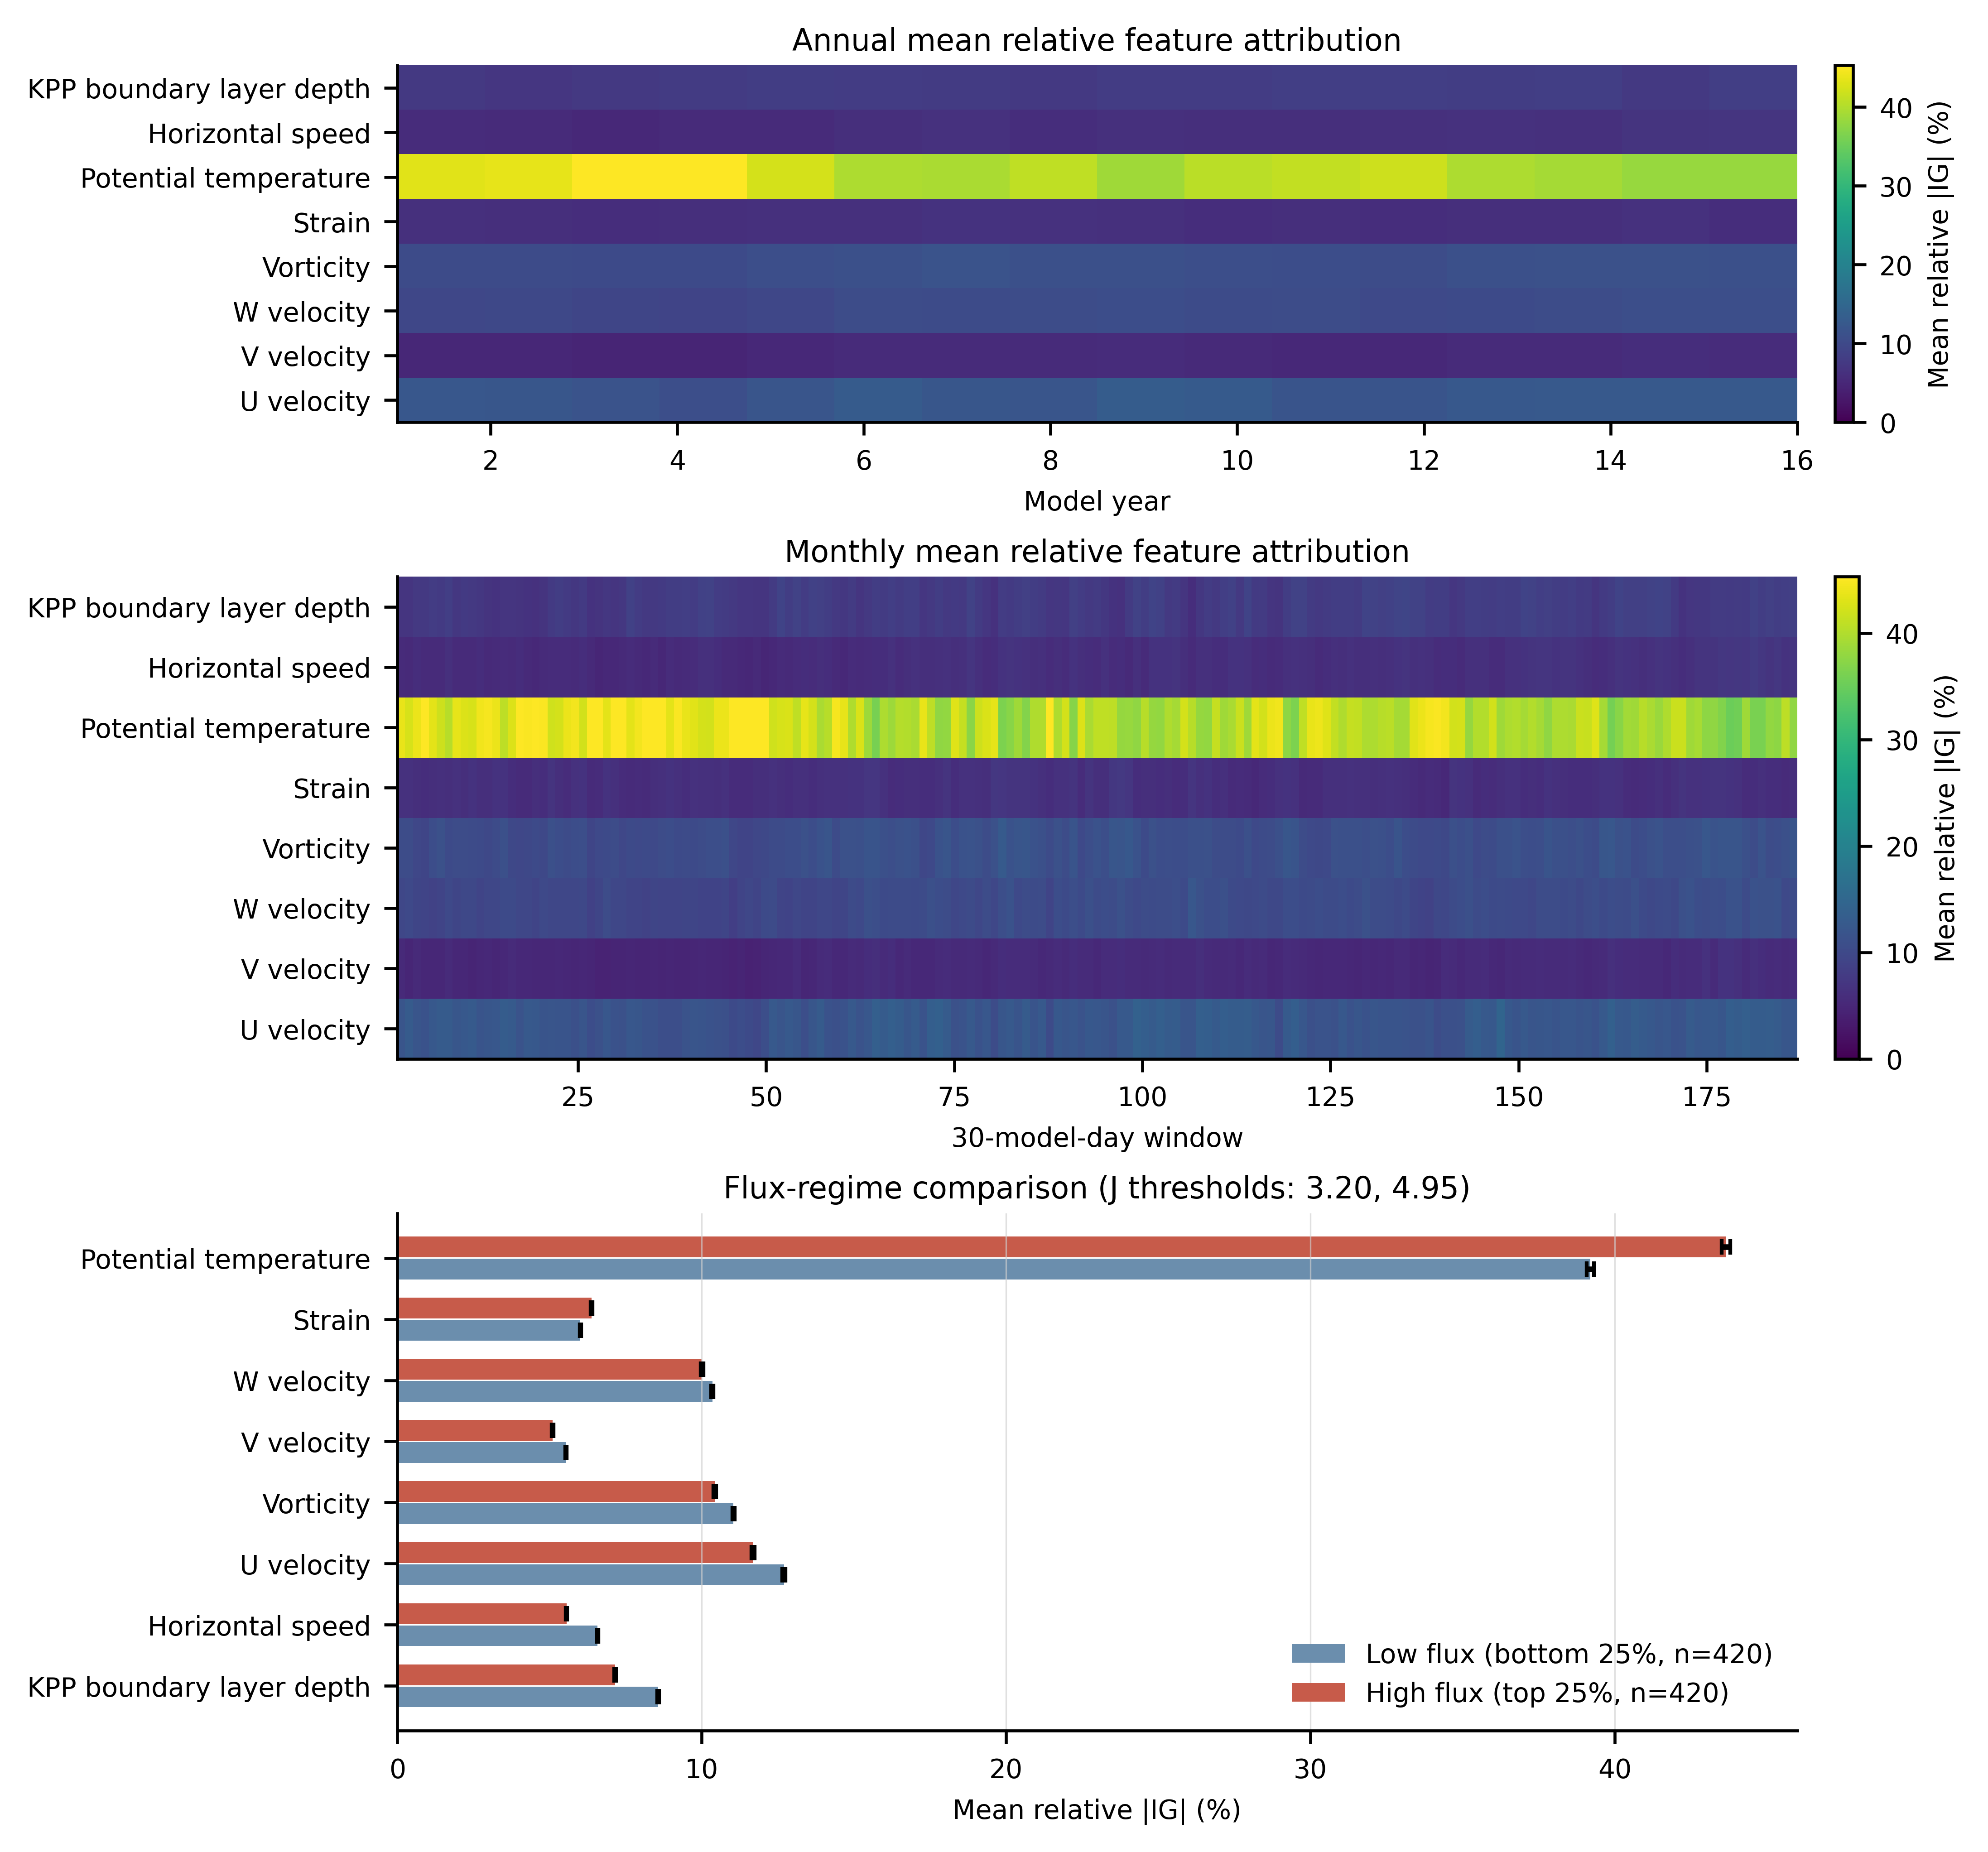 Annual mean relative feature attribution
KPP boundary layer depth
Horizontal speed
Potential temperature
Strain
Vorticity
W velocity
V velocity
U velocity
2 4 6 8 10 12 14 16
Model year
40
30
20
10
0
Mean relative |IG| (%)
Monthly mean relative feature attribution
KPP boundary layer depth
Horizontal speed
Potential temperature
Strain
Vorticity
W velocity
V velocity
U velocity
25 50 75 100 125 150 175
30-model-day window
40
30
20
10
0
Mean relative |IG| (%)
Flux-regime comparison (J thresholds: 3.20, 4.95)
Potential temperature
Strain
W velocity
V velocity
Vorticity
U velocity
Horizontal speed
KPP boundary layer depth
Low flux (bottom 25%, n=420)
High flux (top 25%, n=420)
0 10 20 30 40
Mean relative |IG| (%)